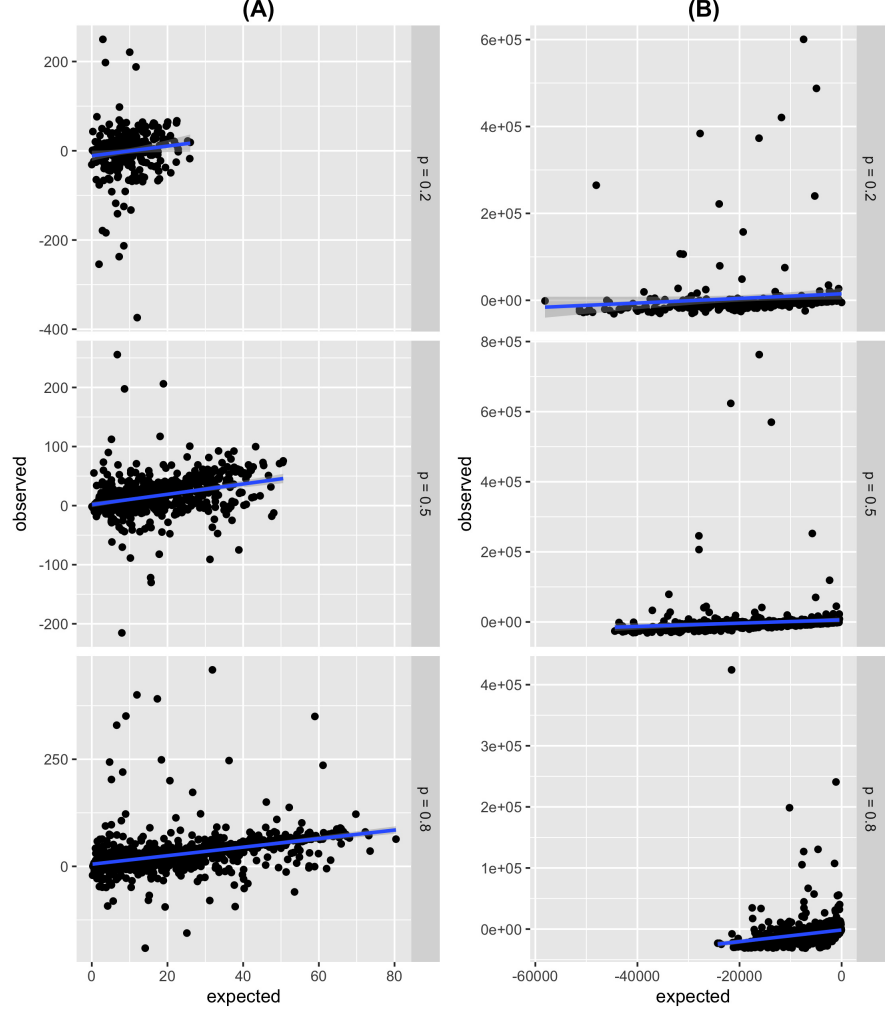 (A)
(B)
200
0
-200
-400
p = 0.2
6e+05
4e+05
2e+05
0e+00
p = 0.2
observed
200
100
0
-100
-200
p = 0.5
observed
8e+05
6e+05
4e+05
2e+05
0e+00
p = 0.5
250
0
p = 0.8
4e+05
3e+05
2e+05
1e+05
0e+00
p = 0.8
0 20 40 60 80
expected
-60000 -40000 -20000 0
expected